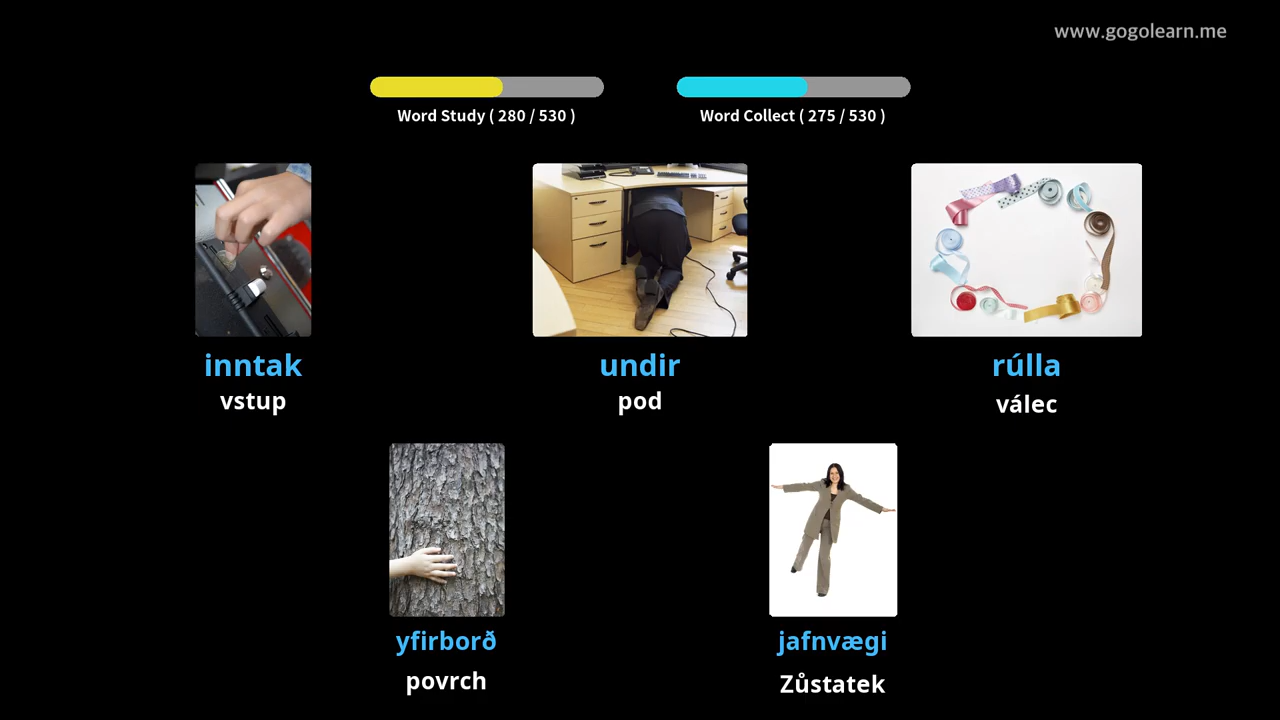 www.gogolearn.me
Word Study ( 280 / 530 )
Word Collect ( 275 / 530 )
inntak
vstup
undir
pod
rúlla
válec
yfirborð
povrch
jafnvægi
Zůstatek